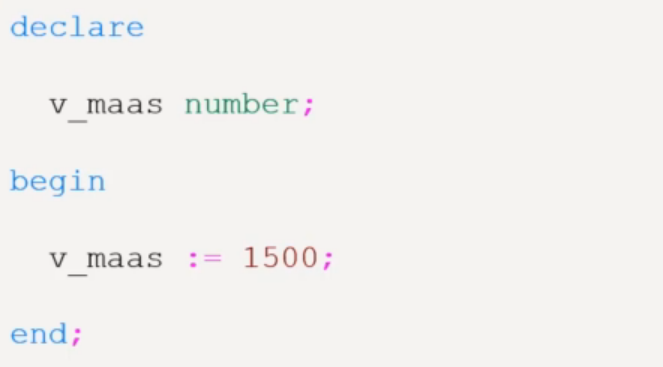 declare
v_maas number;
begin
v_maas := 1500;
end;